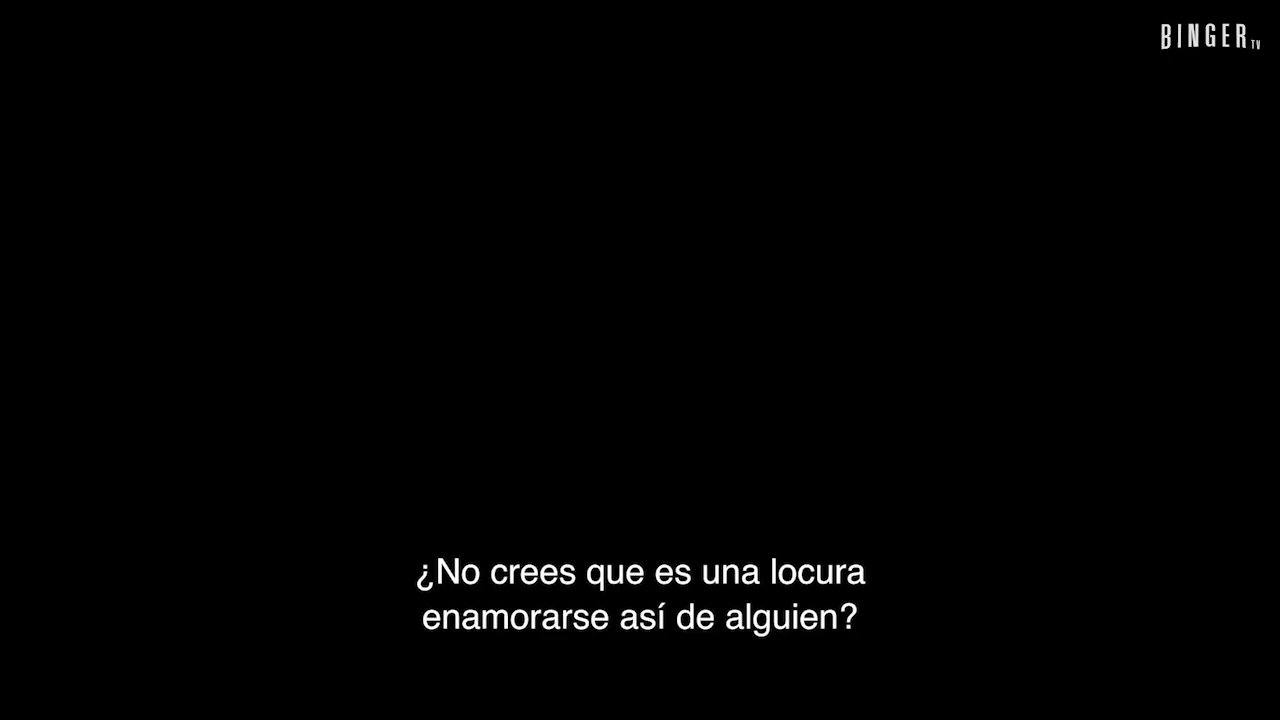 BINGER TV
¿No crees que es una locura
enamorarse así de alguien?